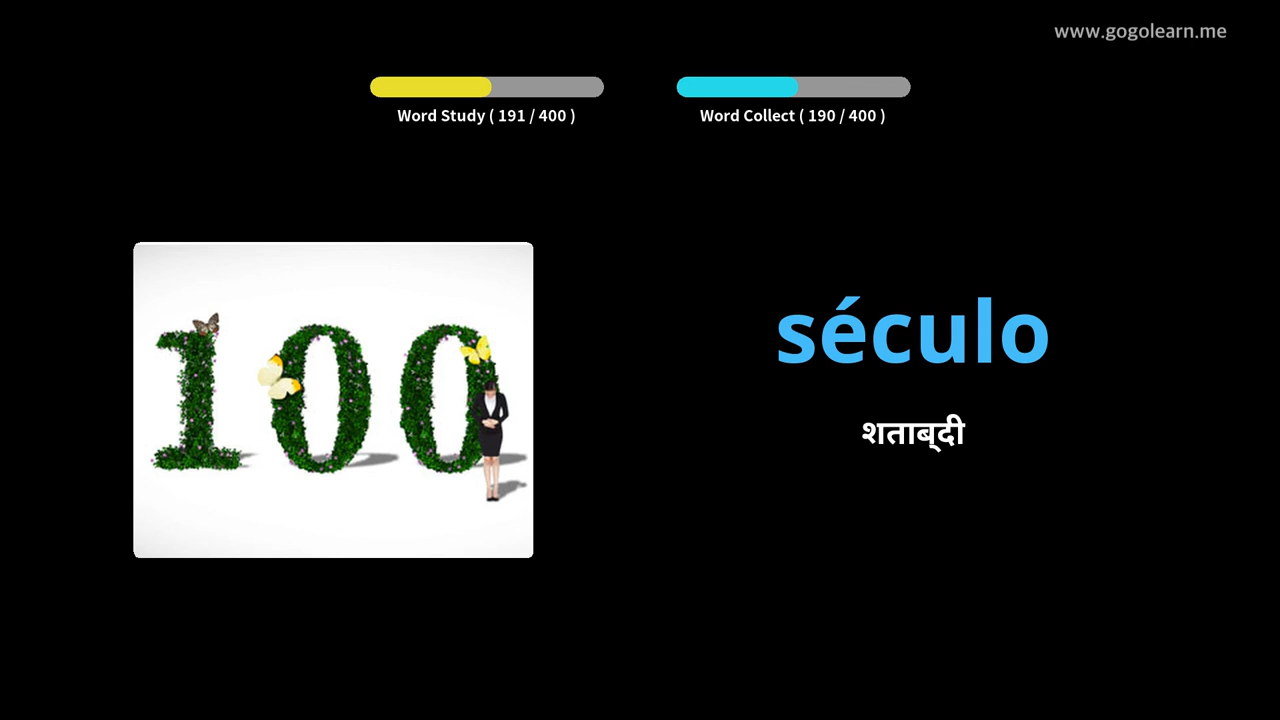 www.gogolearn.me
Word Study ( 191 / 400 )
Word Collect ( 190 / 400 )
100
século
शताब्दी